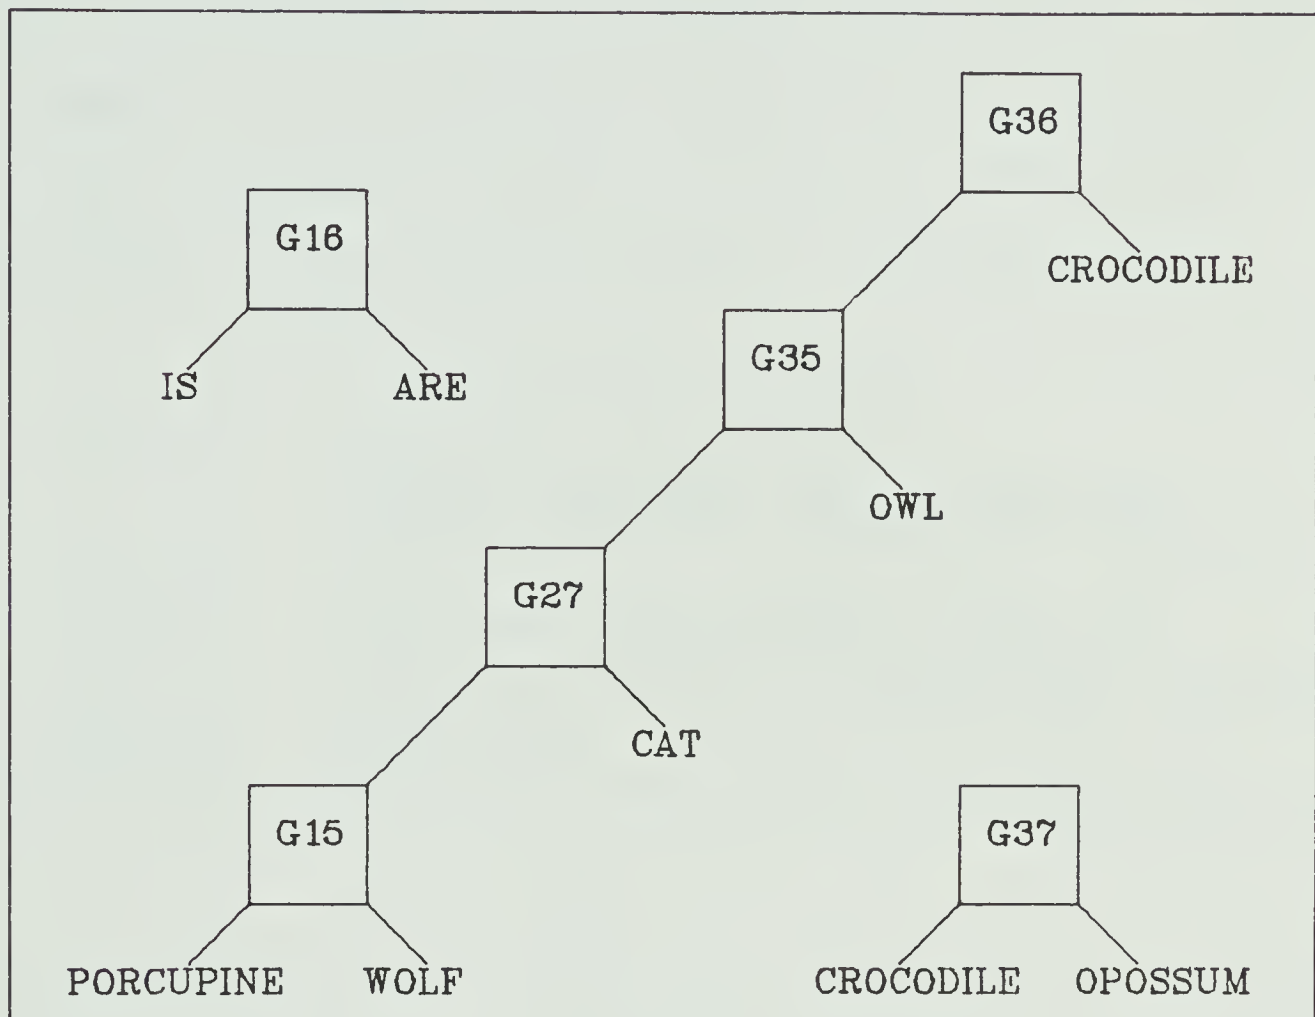 G36
G16
CROCODILE
G35
IS ARE
OWL
G27
CAT
G15
G37
PORCUPINE WOLF
CROCODILE OPOSSUM